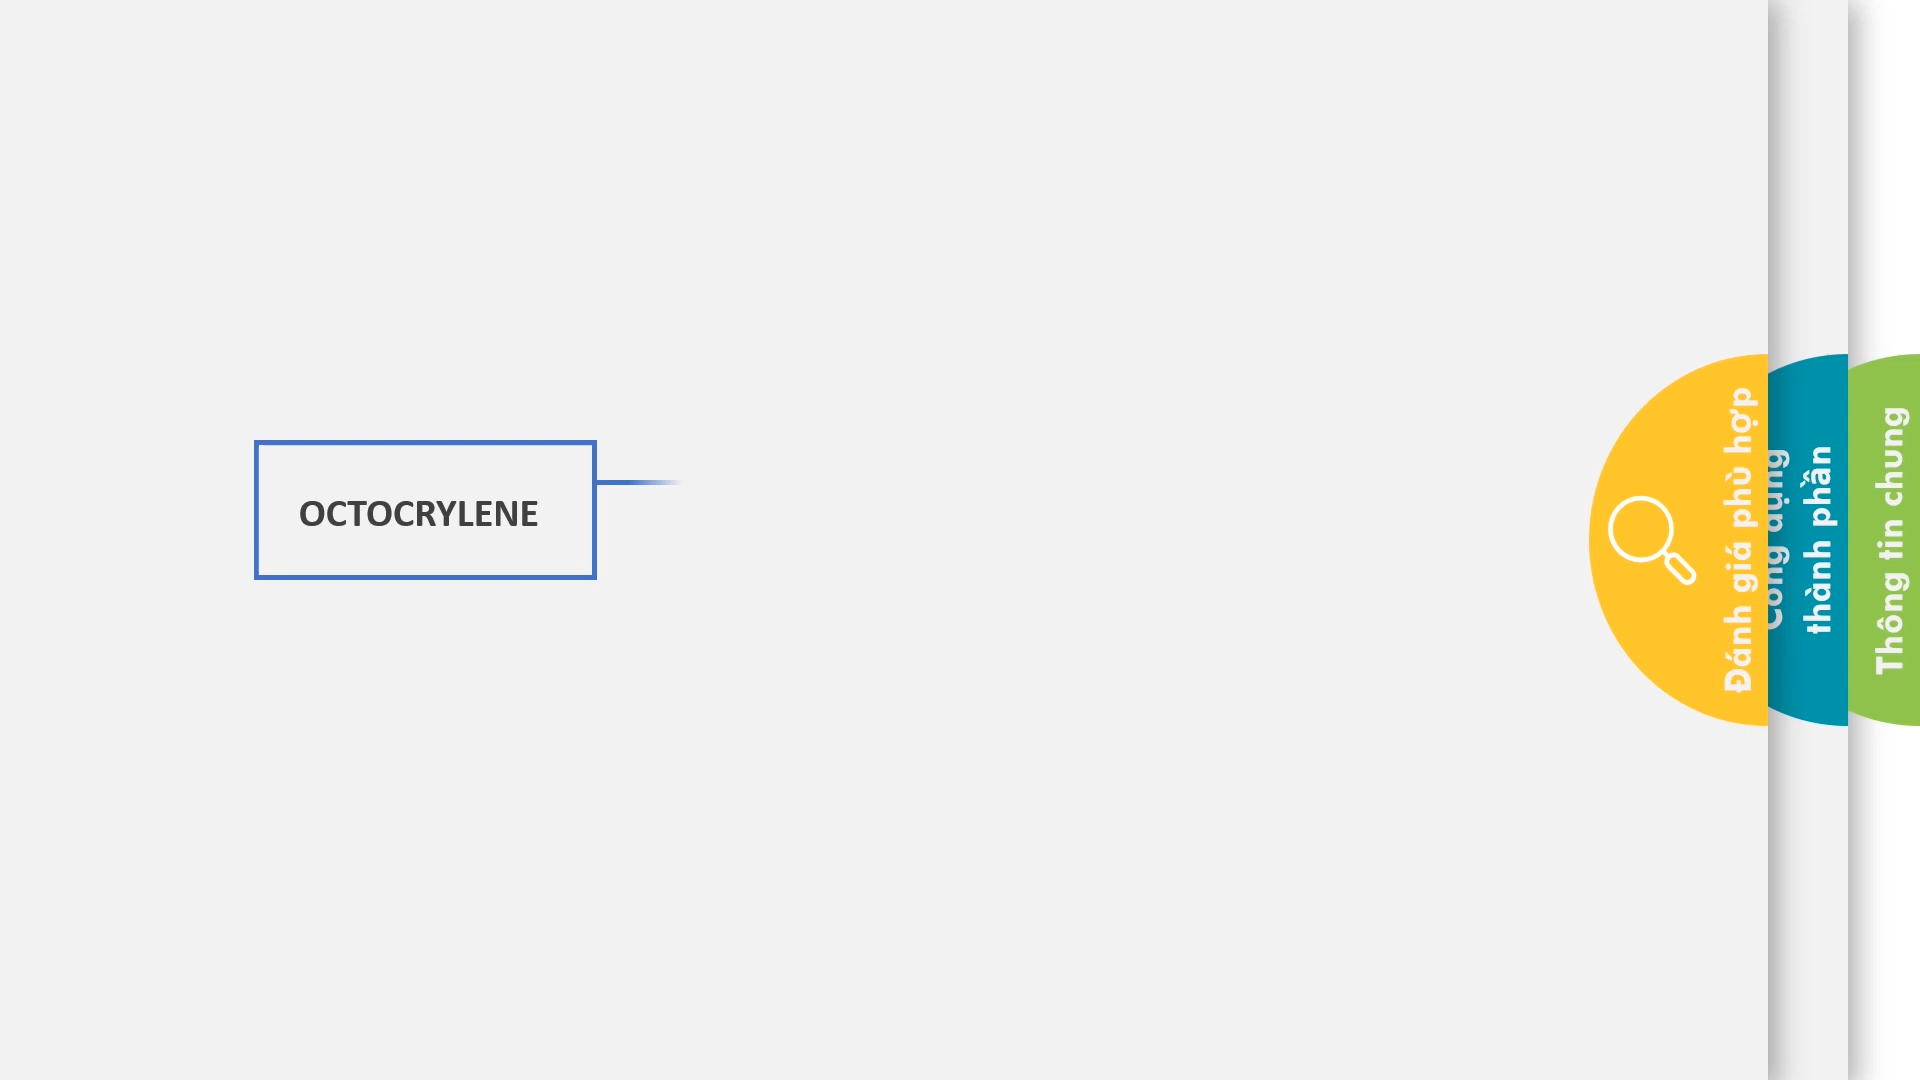 OCTOCRYLENE
Đánh giá phù hợp
Công dụng
thành phần
Thông tin chung